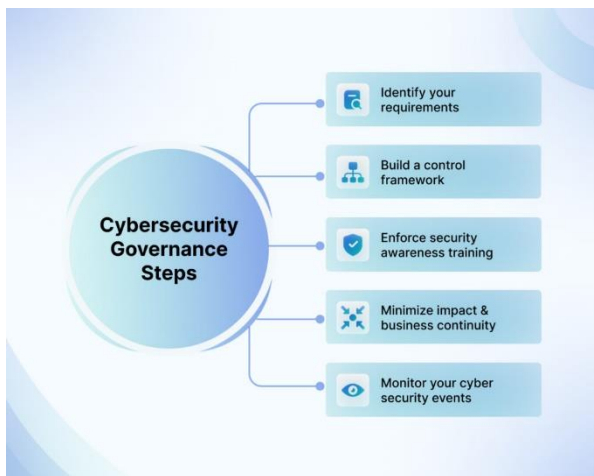 Cybersecurity
Governance
Steps
Identify your
requirements
Build a control
framework
Enforce security
awareness training
Minimize impact &
business continuity
Monitor your cyber
security events